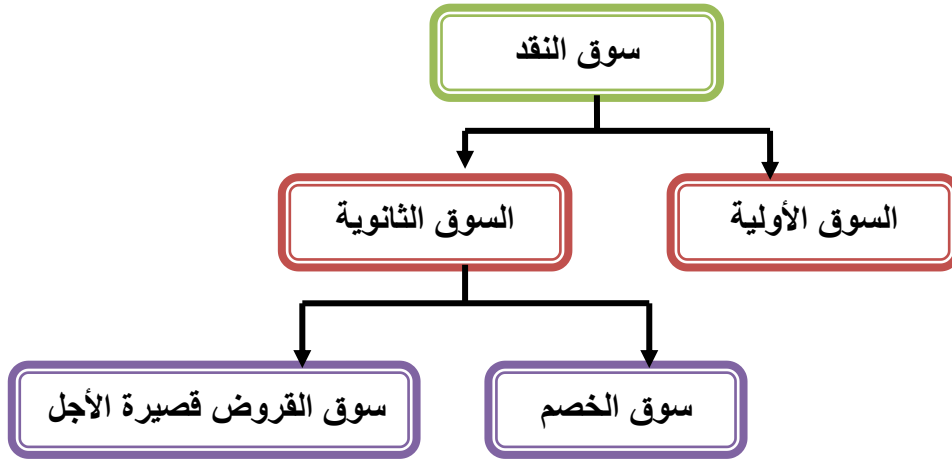 سوق النقد
السوق الأولية
السوق الثانوية
سوق الخصم
سوق القروض قصيرة الأجل